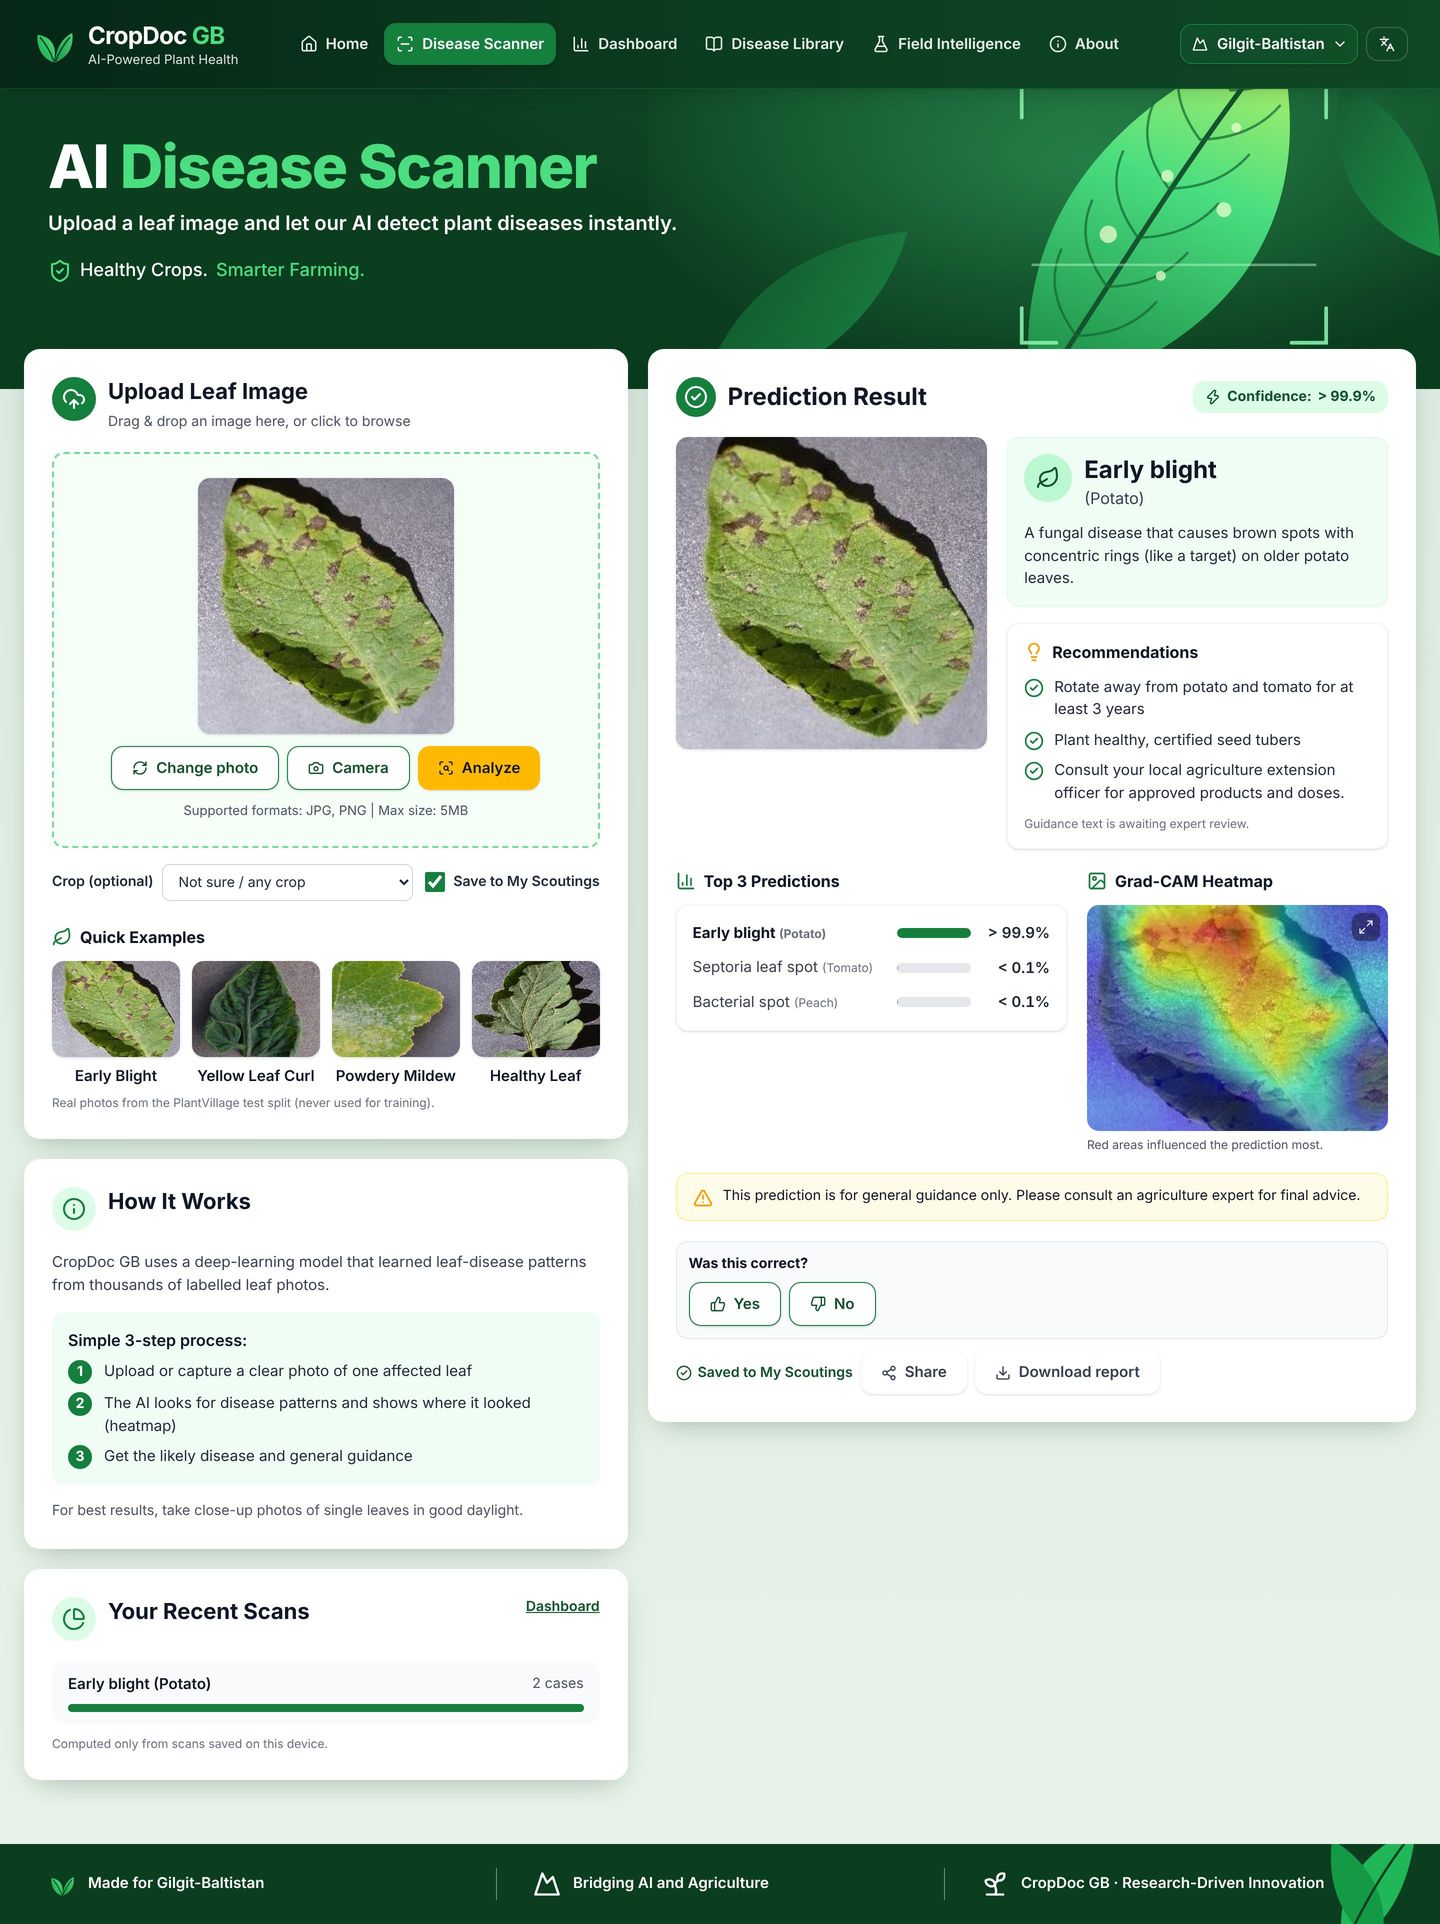 CropDoc GB
AI-Powered Plant Health
Home
Disease Scanner
Dashboard
Disease Library
Field Intelligence
About
Gilgit-Baltistan
AI Disease Scanner
Upload a leaf image and let our AI detect plant diseases instantly.
Healthy Crops. Smarter Farming.
Upload Leaf Image
Drag & drop an image here, or click to browse
Change photo
Camera
Analyze
Supported formats: JPG, PNG | Max size: 5MB
Crop (optional)
Not sure / any crop
Save to My Scoutings
Quick Examples
Early Blight
Yellow Leaf Curl
Powdery Mildew
Healthy Leaf
Real photos from the PlantVillage test split (never used for training).
How It Works
CropDoc GB uses a deep-learning model that learned leaf-disease patterns
from thousands of labelled leaf photos.
Simple 3-step process:
1 Upload or capture a clear photo of one affected leaf
2 The AI looks for disease patterns and shows where it looked
(heatmap)
3 Get the likely disease and general guidance
For best results, take close-up photos of single leaves in good daylight.
Your Recent Scans
Dashboard
Early blight (Potato)
2 cases
Computed only from scans saved on this device.
Prediction Result
Confidence: > 99.9%
Early blight
(Potato)
A fungal disease that causes brown spots with
concentric rings (like a target) on older potato
leaves.
Recommendations
Rotate away from potato and tomato for at
least 3 years
Plant healthy, certified seed tubers
Consult your local agriculture extension
officer for approved products and doses.
Guidance text is awaiting expert review.
Top 3 Predictions
Early blight (Potato) > 99.9%
Septoria leaf spot (Tomato) < 0.1%
Bacterial spot (Peach) < 0.1%
Grad-CAM Heatmap
Red areas influenced the prediction most.
This prediction is for general guidance only. Please consult an agriculture expert for final advice.
Was this correct?
Yes
No
Saved to My Scoutings
Share
Download report
Made for Gilgit-Baltistan
Bridging AI and Agriculture
CropDoc GB · Research-Driven Innovation